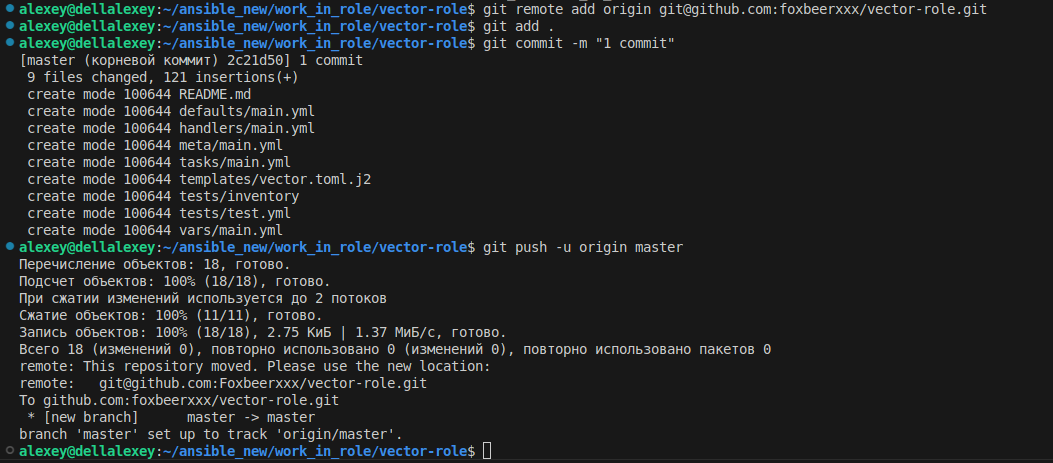 alexey@dellalexey:~/ansible_new/work_in_role/vector-role$ git remote add origin git@github.com:foxbeerxxx/vector-role.git
alexey@dellalexey:~/ansible_new/work_in_role/vector-role$ git add .
alexey@dellalexey:~/ansible_new/work_in_role/vector-role$ git commit -m "1 commit"
[master (корневой коммит) 2c21d50] 1 commit
 9 files changed, 121 insertions(+)
 create mode 100644 README.md
 create mode 100644 defaults/main.yml
 create mode 100644 handlers/main.yml
 create mode 100644 meta/main.yml
 create mode 100644 tasks/main.yml
 create mode 100644 templates/vector.toml.j2
 create mode 100644 tests/inventory
 create mode 100644 tests/test.yml
 create mode 100644 vars/main.yml
alexey@dellalexey:~/ansible_new/work_in_role/vector-role$ git push -u origin master
Перечисление объектов: 18, готово.
Подсчет объектов: 100% (18/18), готово.
При сжатии изменений используется до 2 потоков
Сжатие объектов: 100% (11/11), готово.
Запись объектов: 100% (18/18), 2.75 КиБ | 1.37 МиБ/с, готово.
Всего 18 (изменений 0), повторно использовано 0 (изменений 0), повторно использовано пакетов 0
remote: This repository moved. Please use the new location:
remote:   git@github.com:Foxbeerxxx/vector-role.git
To github.com:foxbeerxxx/vector-role.git
 * [new branch]      master -> master
branch 'master' set up to track 'origin/master'.
alexey@dellalexey:~/ansible_new/work_in_role/vector-role$